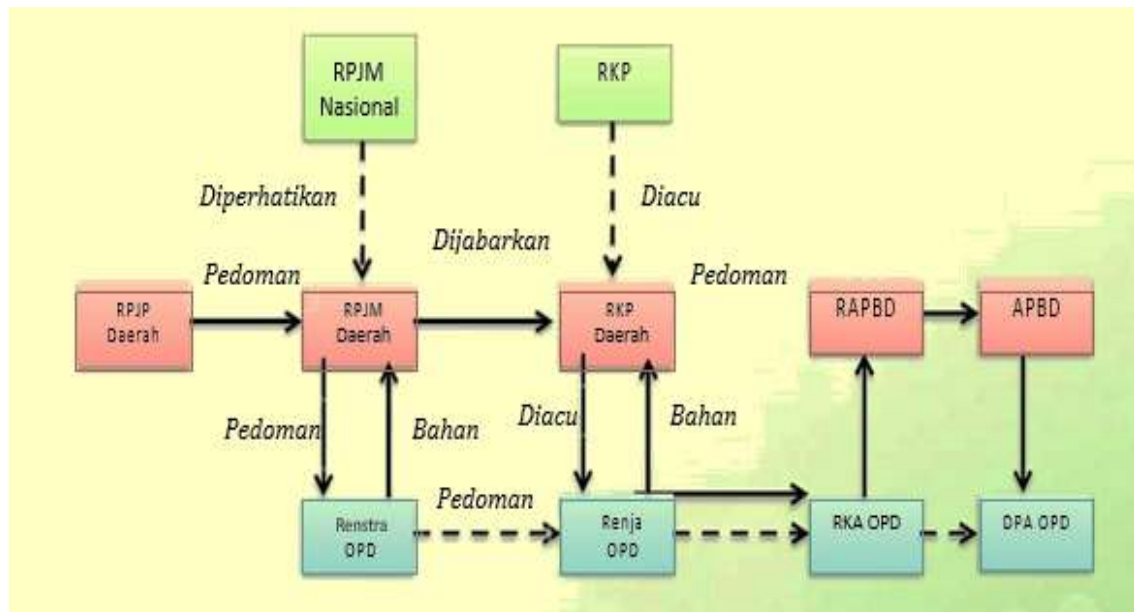 RPJM
Nasional
RKP
Diperhatikan
Diacu
Dijabarkan
Pedoman
Pedoman
RPJP
Daerah
RPJM
Daerah
RKP
Daerah
RAPBD
APBD
Pedoman
Bahan
Diacu
Bahan
Pedoman
Renstra
OPD
Renja
OPD
RKA OPD
DPA OPD